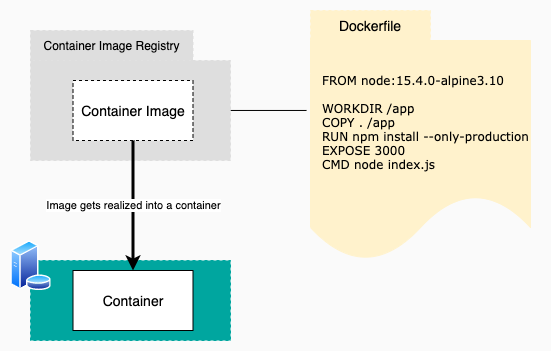 Container Image Registry
Container Image
Image gets realized into a container
Container
Dockerfile
FROM node:15.4.0-alpine3.10
WORKDIR /app
COPY . /app
RUN npm install --only-production
EXPOSE 3000
CMD node index.js